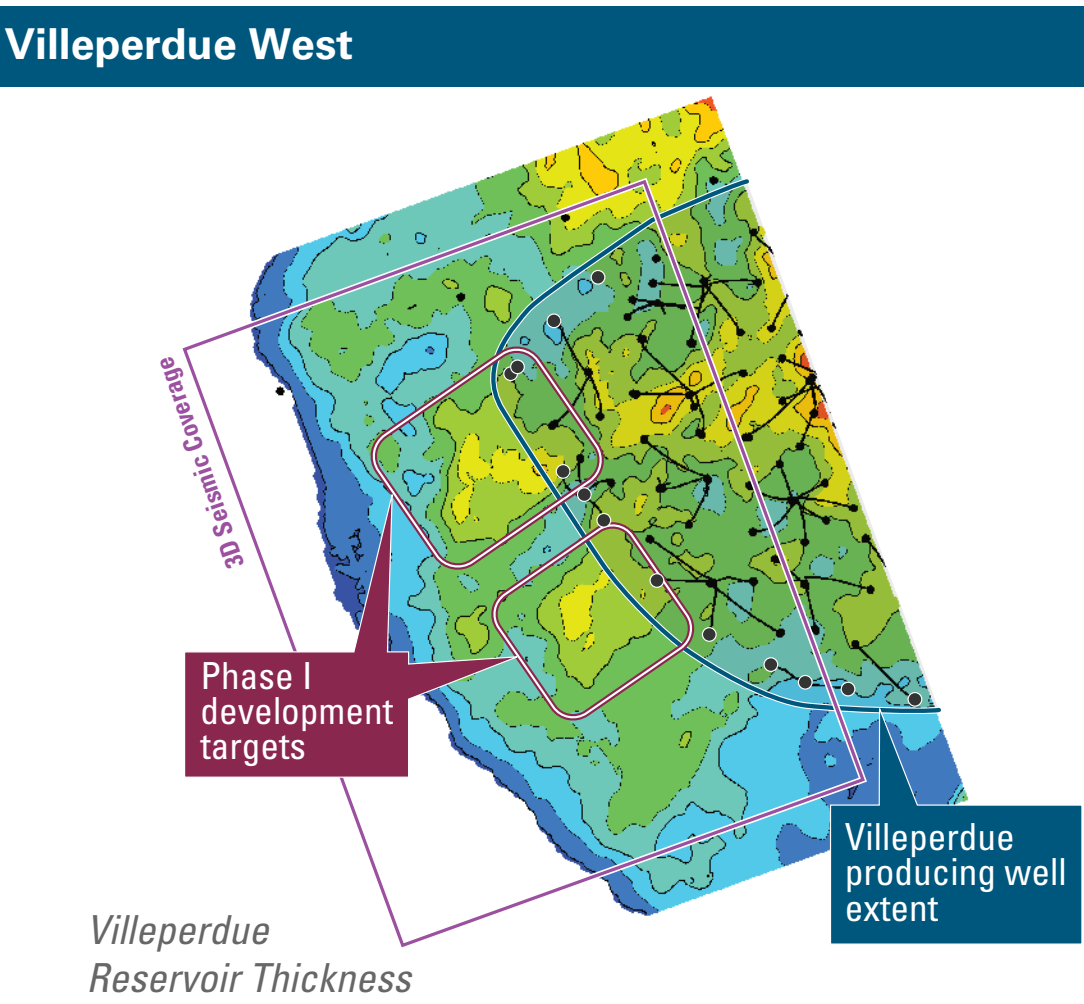 Villeperdue West
3D Seismic Coverage
Phase I
development
targets
Villeperdue
producing well
extent
Villeperdue
Reservoir Thickness